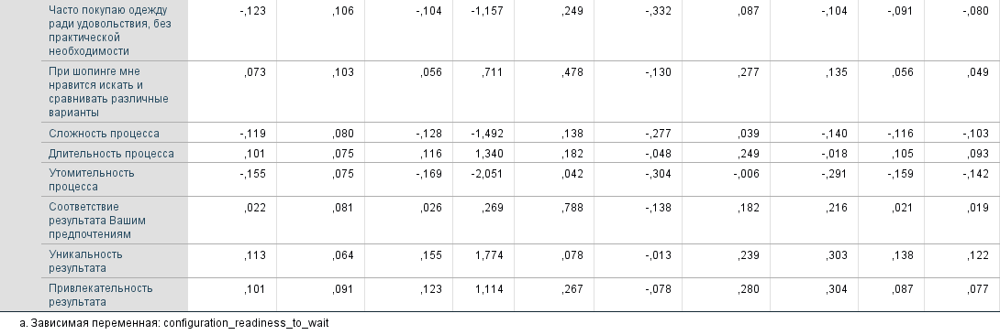 Часто покупаю одежду ради удовольствия, без практической необходимости -,123 ,106 -,104 -1,157 ,249 -,332 ,087 -,104 -,091 -,080
При шопинге мне нравится искать и сравнивать различные варианты ,073 ,103 ,056 ,711 ,478 -,130 ,277 ,135 ,056 ,049
Сложность процесса -,119 ,080 -,128 -1,492 ,138 -,277 ,039 -,140 -,116 -,103
Длительность процесса ,101 ,075 ,116 1,340 ,182 -,048 ,249 -,018 ,105 ,093
Утомительность процесса -,155 ,075 -,169 -2,051 ,042 -,304 -,006 -,291 -,159 -,142
Соответствие результата Вашим предпочтениям ,022 ,081 ,026 ,269 ,788 -,138 ,182 ,216 ,021 ,019
Уникальность результата ,113 ,064 ,155 1,774 ,078 -,013 ,239 ,303 ,138 ,122
Привлекательность результата ,101 ,091 ,123 1,114 ,267 -,078 ,280 ,304 ,087 ,077
a. Зависимая переменная: configuration_readiness_to_wait